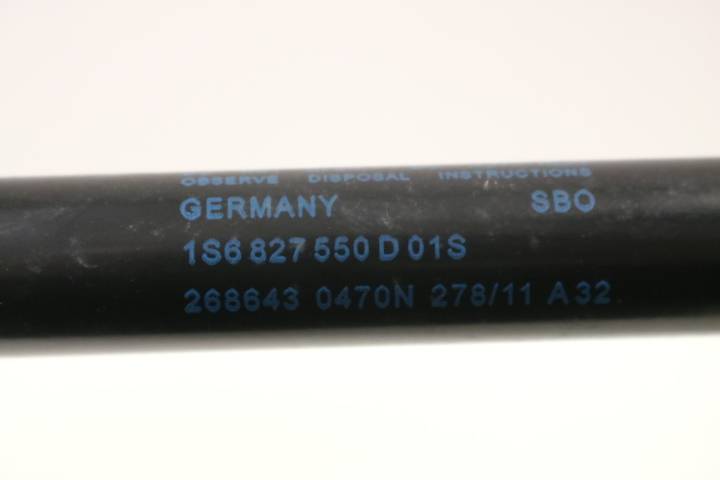 OBSERVE DISPOSAL INSTRUCTIONS
GERMANY SBO
1S6 827 550 D 01S
268643 0470N 278/11 A32